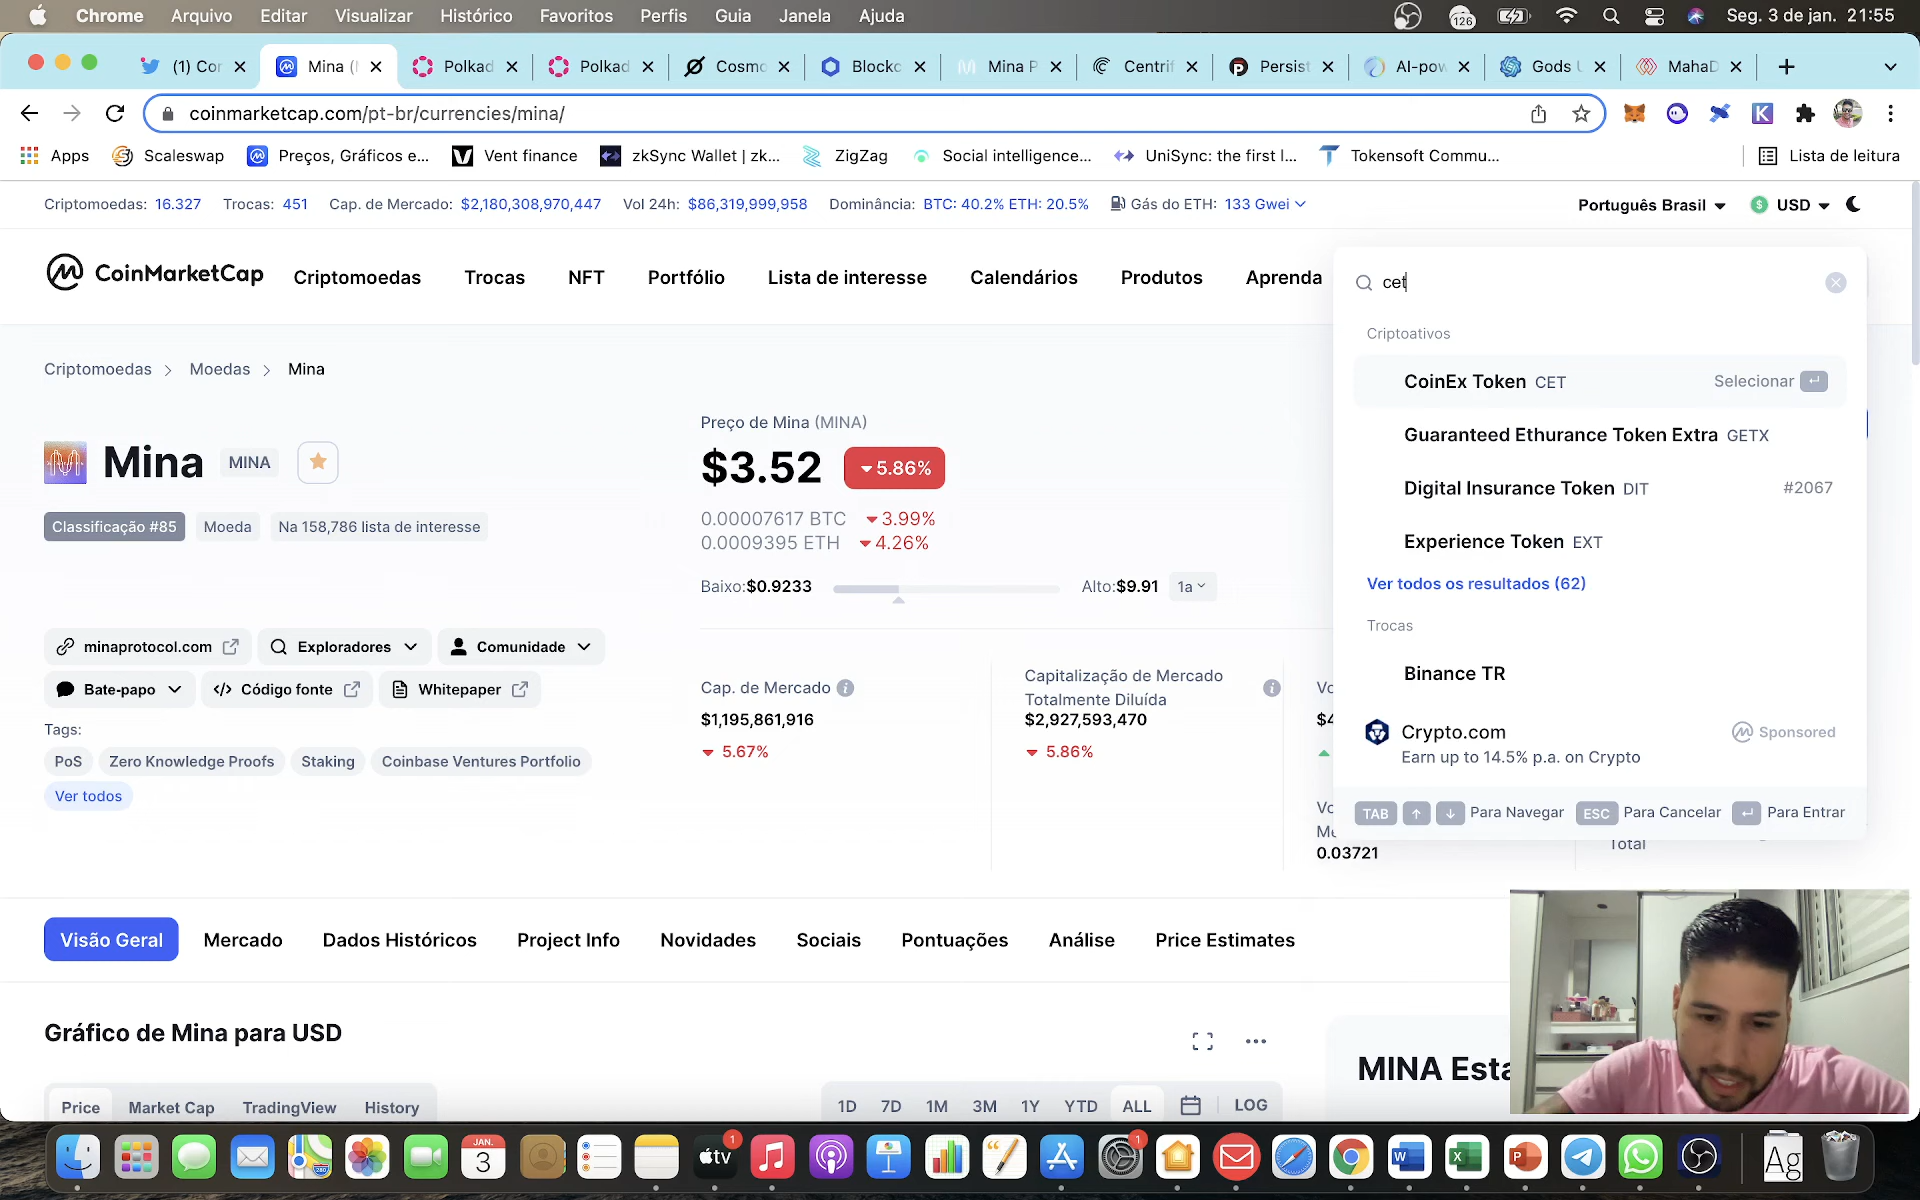 Chrome Arquivo Editar Visualizar Histórico Favoritos Perfis Guia Janela Ajuda 126 Seg. 3 de jan. 21:55
(1) Cor Mina ( Polkad Polkad Cosmo Blockc Mina P Centrif Persist AI-pow Gods U MahaD
coinmarketcap.com/pt-br/currencies/mina/
Apps Scaleswap Preços, Gráficos e... Vent finance zkSync Wallet | zk... ZigZag Social intelligence... UniSync: the first l... Tokensoft Commu... Lista de leitura
Criptomoedas: 16.327 Trocas: 451 Cap. de Mercado: $2,180,308,970,447 Vol 24h: $86,319,999,958 Dominância: BTC: 40.2% ETH: 20.5% Gás do ETH: 133 Gwei Português Brasil USD
CoinMarketCap Criptomoedas Trocas NFT Portfólio Lista de interesse Calendários Produtos Aprenda
cet
Criptoativos
CoinEx Token CET Selecionar
Guaranteed Ethurance Token Extra GETX
Digital Insurance Token DIT #2067
Experience Token EXT
Ver todos os resultados (62)
Trocas
Binance TR
Crypto.com Sponsored
Earn up to 14.5% p.a. on Crypto
TAB ↑ ↓ Para Navegar ESC Para Cancelar ↵ Para Entrar
Criptomoedas > Moedas > Mina
Mina MINA
Classificação #85 Moeda Na 158,786 lista de interesse
minaprotocol.com Exploradores Comunidade
Bate-papo Código fonte Whitepaper
Tags:
PoS Zero Knowledge Proofs Staking Coinbase Ventures Portfolio
Ver todos
Preço de Mina (MINA)
$3.52 5.86%
0.00007617 BTC 3.99%
0.0009395 ETH 4.26%
Baixo:$0.9233 Alto:$9.91 1a
Cap. de Mercado
$1,195,861,916
5.67%
Capitalização de Mercado
Totalmente Diluída
$2,927,593,470
5.86%
Vo
$4
Vo
Me
0.03721
Total
Visão Geral Mercado Dados Históricos Project Info Novidades Sociais Pontuações Análise Price Estimates
Gráfico de Mina para USD
MINA Esta
Price Market Cap TradingView History 1D 7D 1M 3M 1Y YTD ALL LOG
JAN.
3
280
tv
1
1
W
X
P
Ag